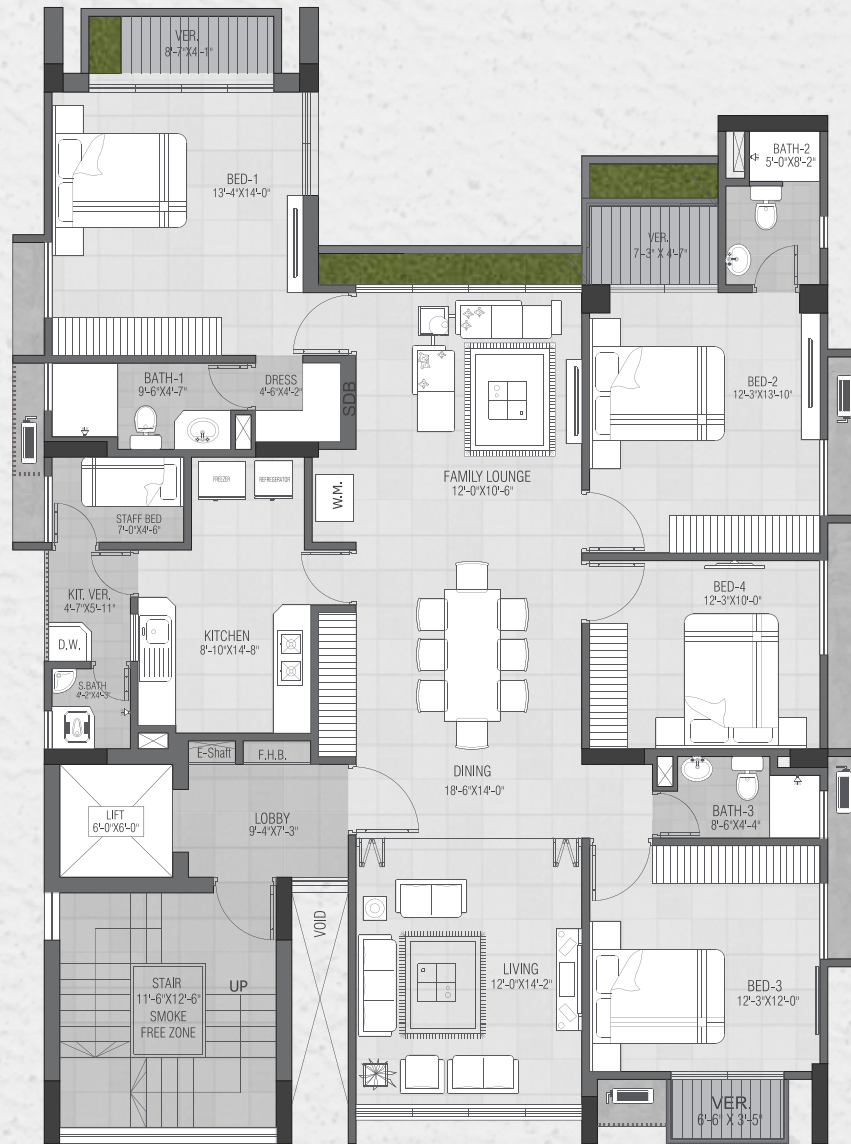 VER.
8'-7"X4'-1"
BED-1
13'-4"X14'-0"
BATH-2
5'-0"X8'-2"
VER.
7'-3" X 4'-7"
BATH-1
9'-6"X4'-7"
DRESS
4'-6"X4'-2"
SDB
BED-2
12'-3"X13'-10"
FREEZER
REFREGERATOR
W.M.
FAMILY LOUNGE
12'-0"X10'-6"
STAFF BED
7'-0"X4'-6"
KIT. VER.
4'-7"X5'-11"
D.W.
KITCHEN
8'-10"X14'-8"
BED-4
12'-3"X10'-0"
S.BATH
4'-2"X4'-3"
E-Shaft
F.H.B.
DINING
18'-6"X14'-0"
LIFT
6'-0"X6'-0"
LOBBY
9'-4"X7'-3"
BATH-3
8'-6"X4'-4"
VOID
STAIR
11'-6"X12'-6"
SMOKE
FREE ZONE
UP
LIVING
12'-0"X14'-2"
BED-3
12'-3"X12'-0"
VER.
6'-6" X 3'-5"